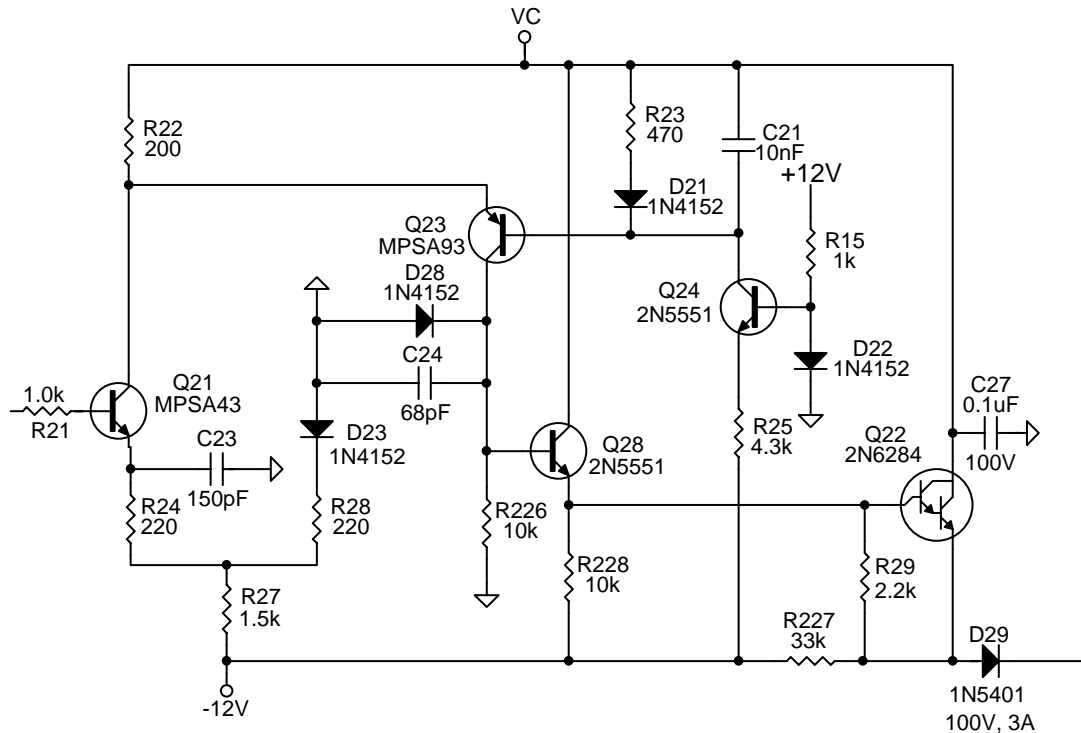 VC
R22
200
R23
470
C21
10nF
+12V
D21
1N4152
Q23
MPSA93
R15
1k
D28
1N4152
Q24
2N5551
C24
68pF
D22
1N4152
Q21
MPSA43
1.0k
R21
D23
1N4152
C27
0.1uF
100V
R25
4.3k
Q28
2N5551
Q22
2N6284
C23
150pF
R24
220
R28
220
R226
10k
R228
10k
R29
2.2k
R27
1.5k
R227
33k
D29
1N5401
100V, 3A
-12V